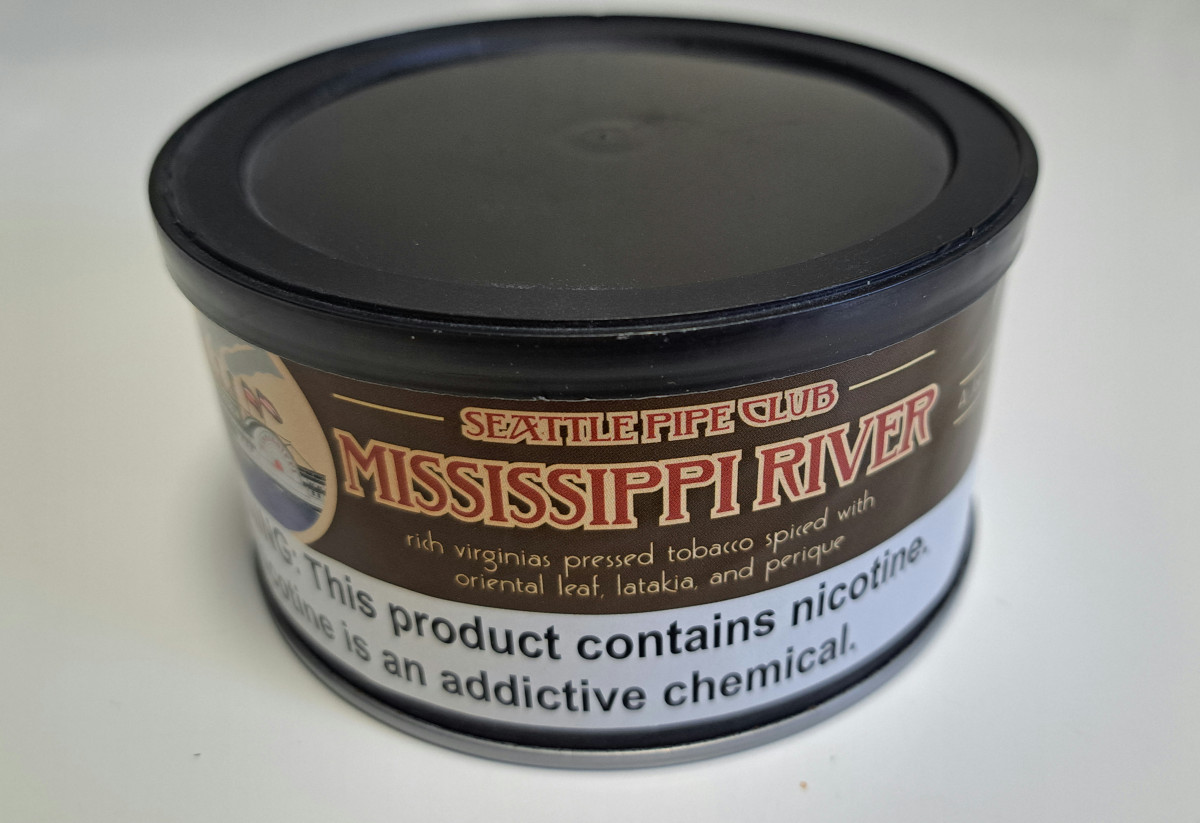 SEATTLE PIPE CLUB
MISSISSIPPI RIVER
rich virginias pressed tobacco spiced with
oriental leaf, latakia, and perique
This product contains nicotine.
is an addictive chemical.